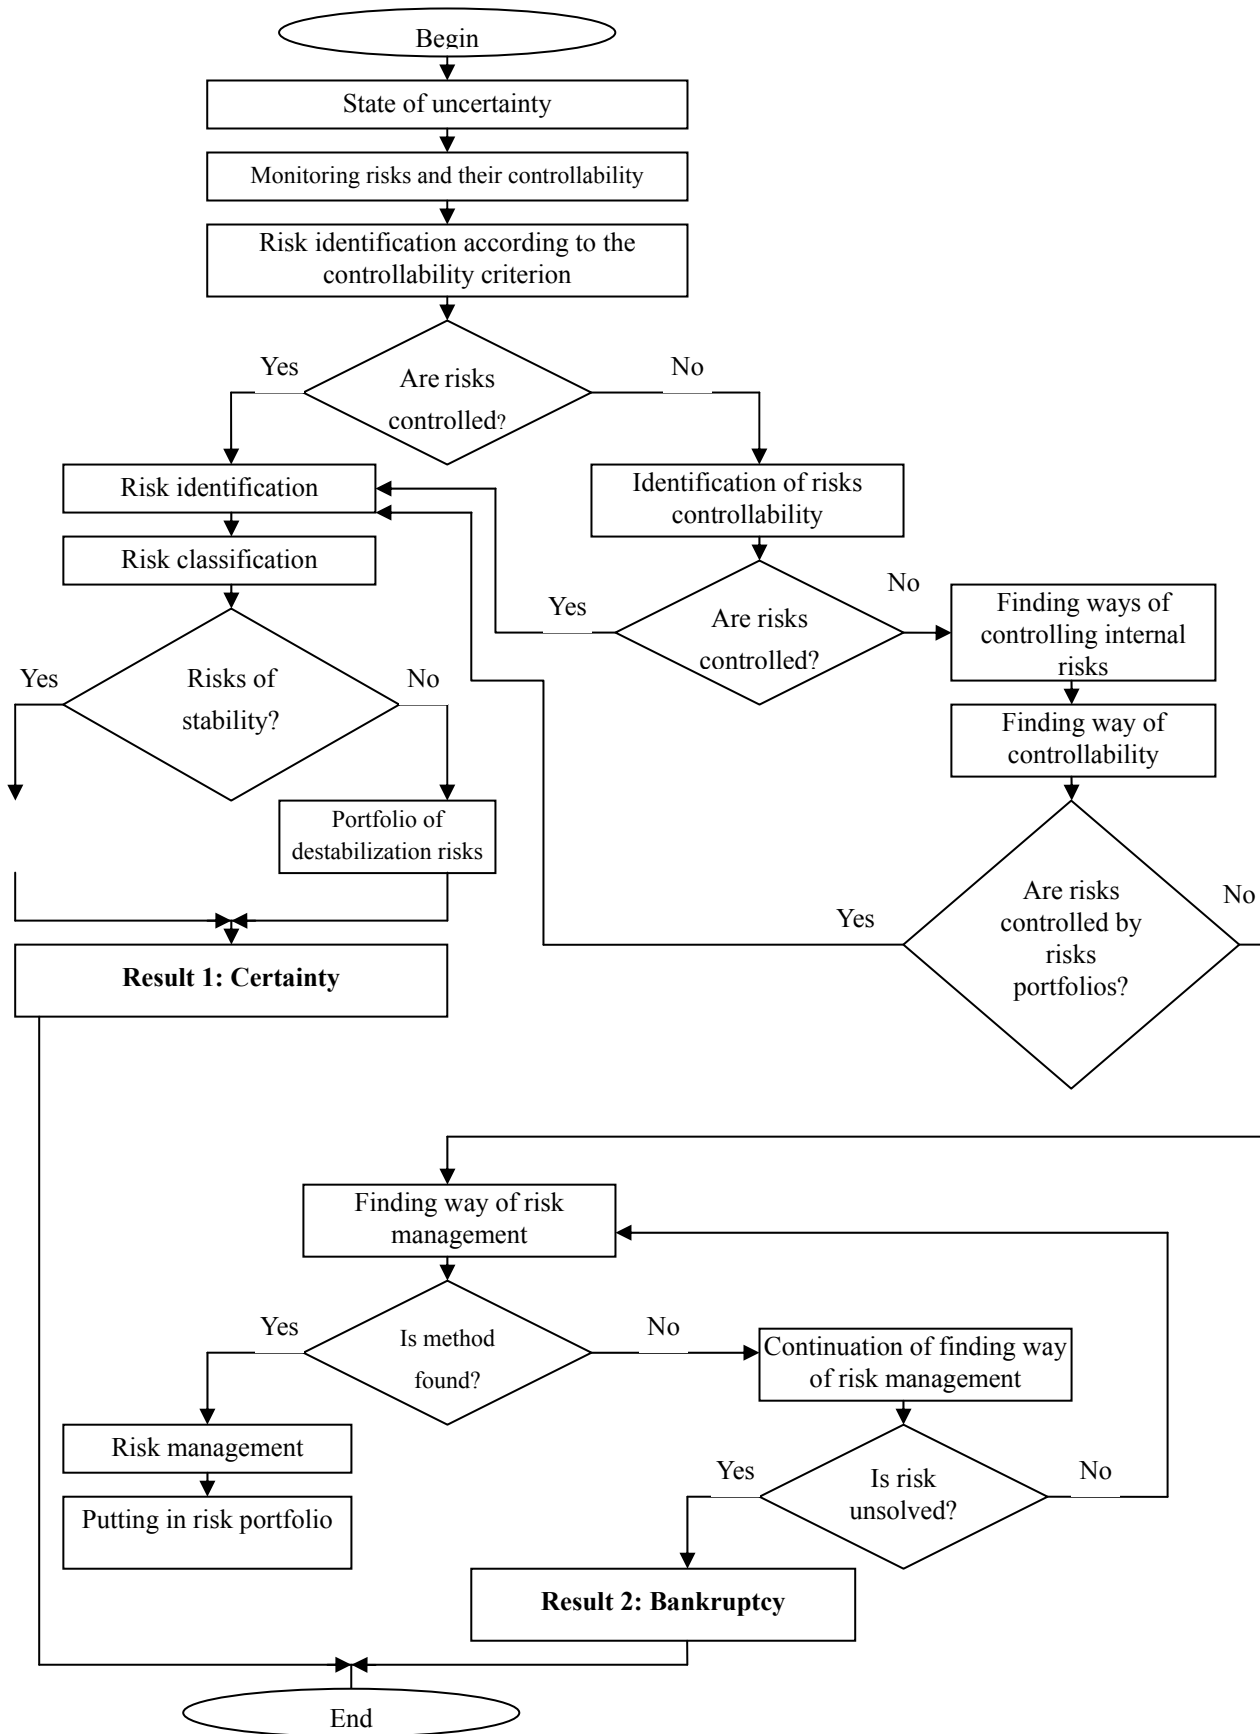 Begin
State of uncertainty
Monitoring risks and their controllability
Risk identification according to the
controllability criterion
Yes
Are risks
controlled?
No
Risk identification
Identification of risks
controllability
Risk classification
Yes
Are risks
controlled?
No
Finding ways of
controlling internal
risks
Yes
Risks of
stability?
No
Finding way of
controllability
Portfolio of
destabilization risks
Yes
Are risks
controlled by
risks
portfolios?
No
Result 1: Certainty
Finding way of risk
management
Yes
Is method
found?
No
Continuation of finding way
of risk management
Risk management
Yes
Is risk
unsolved?
No
Putting in risk portfolio
Result 2: Bankruptcy
End